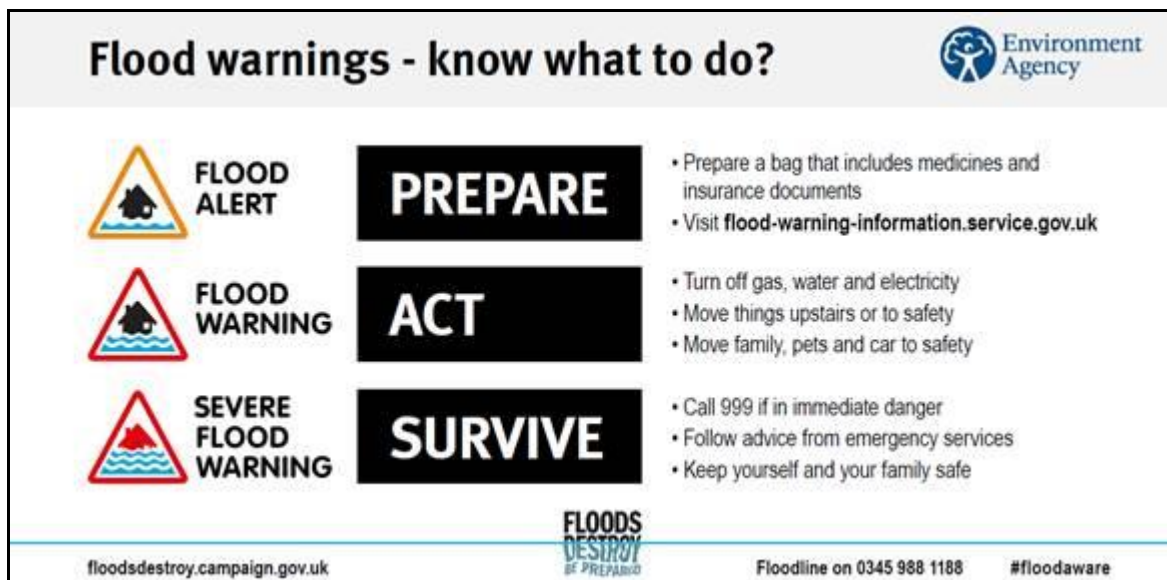 Flood warnings - know what to do?
Environment
Agency
FLOOD
ALERT
PREPARE
• Prepare a bag that includes medicines and
insurance documents
• Visit flood-warning-information.service.gov.uk
FLOOD
WARNING
ACT
• Turn off gas, water and electricity
• Move things upstairs or to safety
• Move family, pets and car to safety
SEVERE
FLOOD
WARNING
SURVIVE
• Call 999 if in immediate danger
• Follow advice from emergency services
• Keep yourself and your family safe
FLOODS
DESTROY
BE PREPARED
floodsdestroy.campaign.gov.uk
Floodline on 0345 988 1188
#floodaware